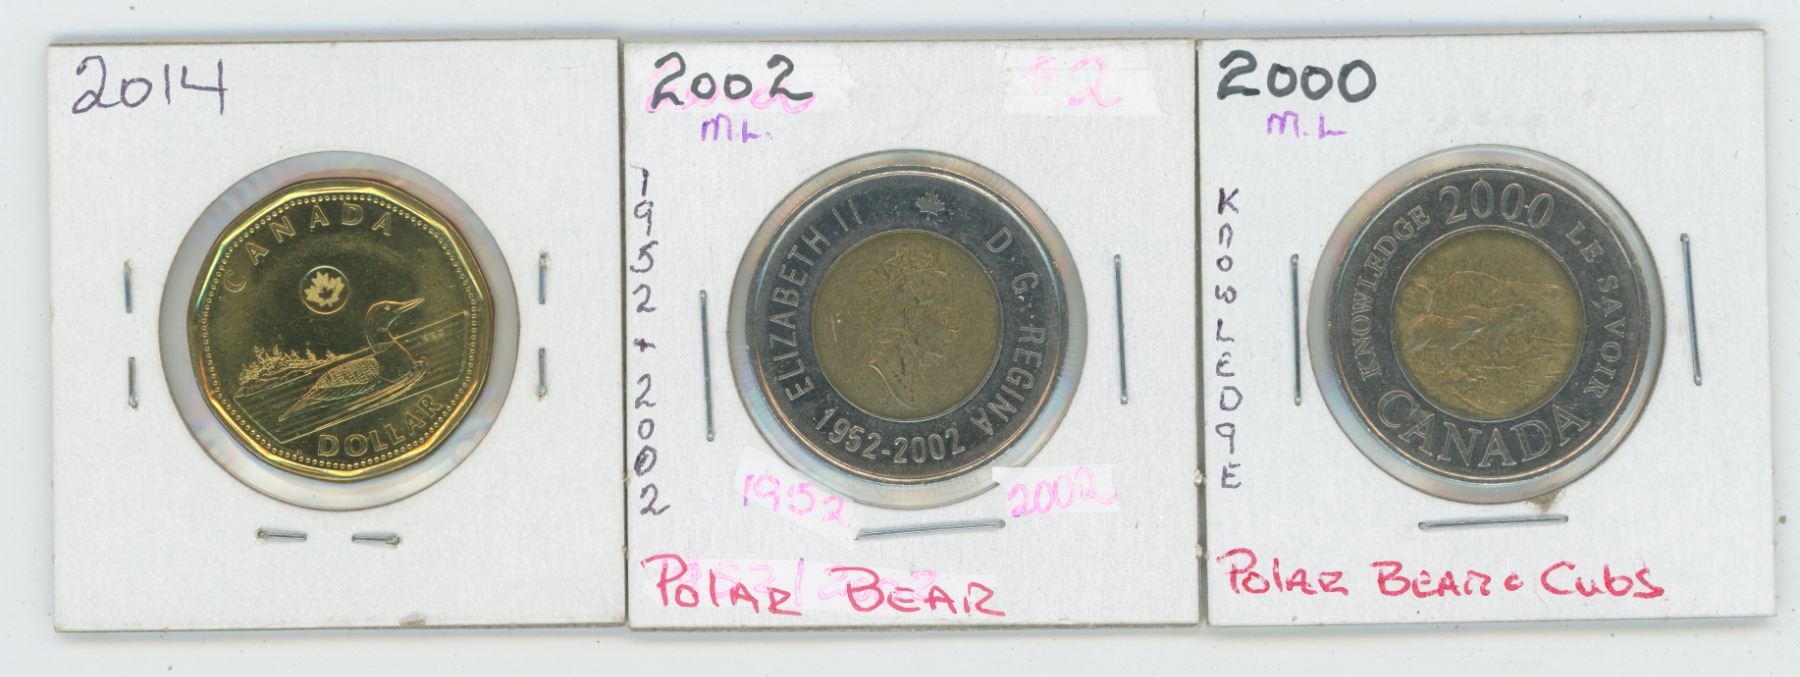 2014
CANADA
DOLLAR
2002
$2
M.L.
1952 + 2002
ELIZABETH II D. G. REGINA
1952-2002
1952 2002
POLAR BEAR
2000
M.L
KNOWLEDGE
KNOWLEDGE 2000 LE SAVOIR
CANADA
POLAR BEAR & CUBS